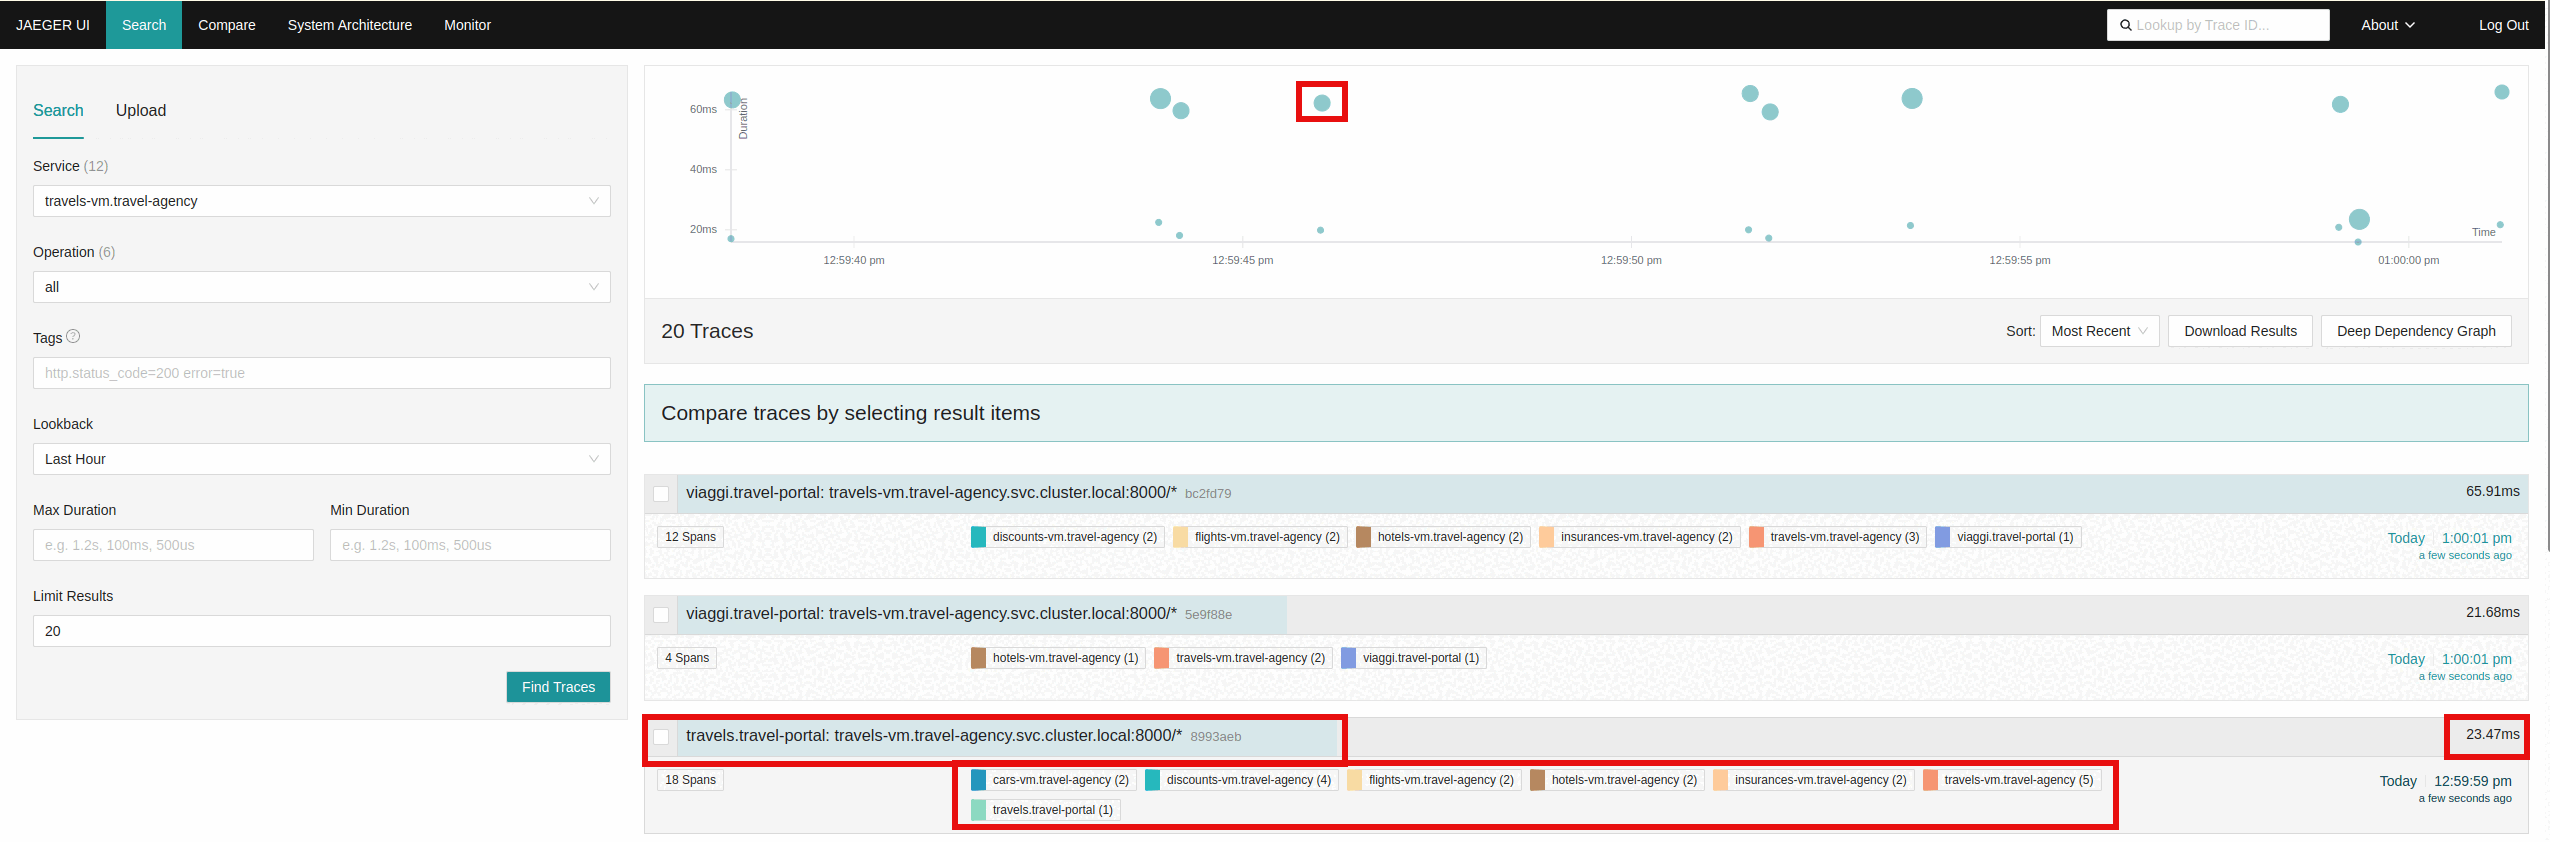 JAEGER UI Search Compare System Architecture Monitor Lookup by Trace ID... About Log Out
Search Upload
Service (12)
travels-vm.travel-agency
Operation (6)
all
Tags ?
http.status_code=200 error=true
Lookback
Last Hour
Max Duration Min Duration
e.g. 1.2s, 100ms, 500us e.g. 1.2s, 100ms, 500us
Limit Results
20
Find Traces
Duration
60ms
40ms
20ms
Time
12:59:40 pm 12:59:45 pm 12:59:50 pm 12:59:55 pm 01:00:00 pm
20 Traces Sort: Most Recent Download Results Deep Dependency Graph
Compare traces by selecting result items
viaggi.travel-portal: travels-vm.travel-agency.svc.cluster.local:8000/* bc2fd79 65.91ms
12 Spans discounts-vm.travel-agency (2) flights-vm.travel-agency (2) hotels-vm.travel-agency (2) insurances-vm.travel-agency (2) travels-vm.travel-agency (3) viaggi.travel-portal (1) Today 1:00:01 pm
a few seconds ago
viaggi.travel-portal: travels-vm.travel-agency.svc.cluster.local:8000/* 5e9f88e 21.68ms
4 Spans hotels-vm.travel-agency (1) travels-vm.travel-agency (2) viaggi.travel-portal (1) Today 1:00:01 pm
a few seconds ago
travels.travel-portal: travels-vm.travel-agency.svc.cluster.local:8000/* 8993aeb 23.47ms
18 Spans cars-vm.travel-agency (2) discounts-vm.travel-agency (4) flights-vm.travel-agency (2) hotels-vm.travel-agency (2) insurances-vm.travel-agency (2) travels-vm.travel-agency (5) Today 12:59:59 pm
travels.travel-portal (1) a few seconds ago